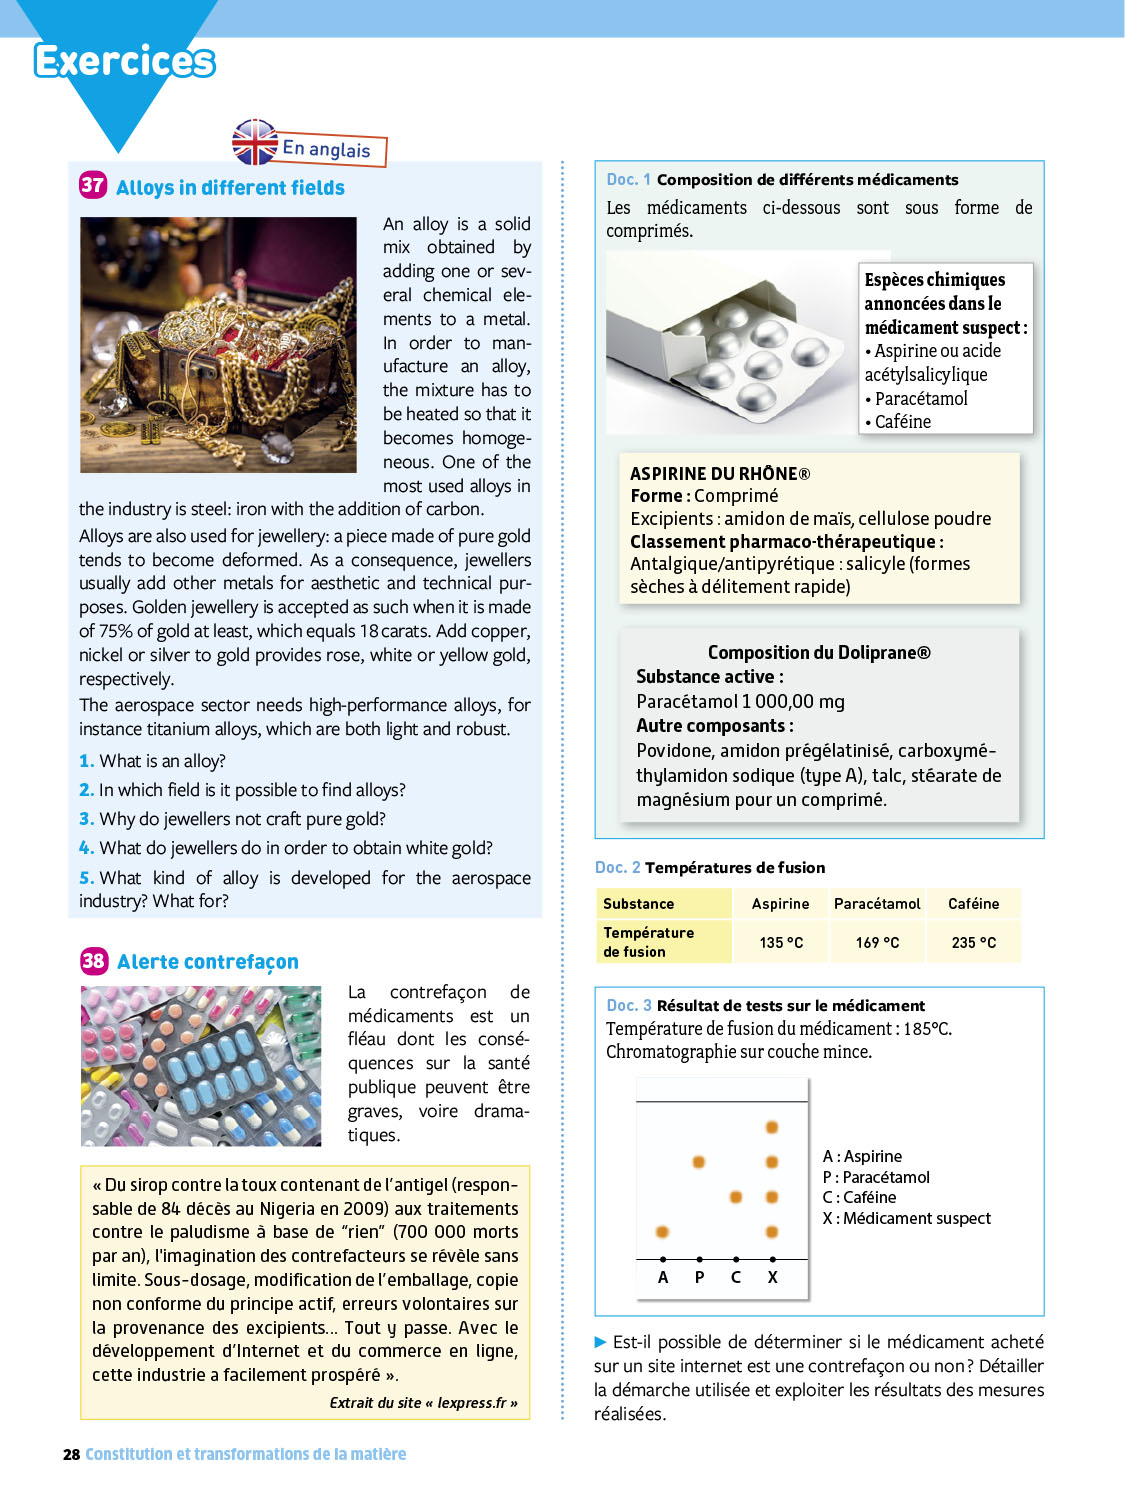 Exercices
En anglais
37 Alloys in different fields
An alloy is a solid
mix obtained by
adding one or sev-
eral chemical ele-
ments to a metal.
In order to man-
ufacture an alloy,
the mixture has to
be heated so that it
becomes homoge-
neous. One of the
most used alloys in
the industry is steel: iron with the addition of carbon.
Alloys are also used for jewellery: a piece made of pure gold
tends to become deformed. As a consequence, jewellers
usually add other metals for aesthetic and technical pur-
poses. Golden jewellery is accepted as such when it is made
of 75% of gold at least, which equals 18 carats. Add copper,
nickel or silver to gold provides rose, white or yellow gold,
respectively.
The aerospace sector needs high-performance alloys, for
instance titanium alloys, which are both light and robust.
1. What is an alloy?
2. In which field is it possible to find alloys?
3. Why do jewellers not craft pure gold?
4. What do jewellers do in order to obtain white gold?
5. What kind of alloy is developed for the aerospace
industry? What for?
38 Alerte contrefaçon
La contrefaçon de
médicaments est un
fléau dont les consé-
quences sur la santé
publique peuvent être
graves, voire drama-
tiques.
« Du sirop contre la toux contenant de l'antigel (respon-
sable de 84 décès au Nigeria en 2009) aux traitements
contre le paludisme à base de "rien" (700 000 morts
par an), l'imagination des contrefacteurs se révèle sans
limite. Sous-dosage, modification de l'emballage, copie
non conforme du principe actif, erreurs volontaires sur
la provenance des excipients... Tout y passe. Avec le
développement d'Internet et du commerce en ligne,
cette industrie a facilement prospéré ».
Extrait du site « lexpress.fr »
Doc. 1 Composition de différents médicaments
Les médicaments ci-dessous sont sous forme de
comprimés.
Espèces chimiques
annoncées dans le
médicament suspect :
• Aspirine ou acide
acétylsalicylique
• Paracétamol
• Caféine
ASPIRINE DU RHÔNE®
Forme : Comprimé
Excipients : amidon de maïs, cellulose poudre
Classement pharmaco-thérapeutique :
Antalgique/antipyrétique : salicyle (formes
sèches à délitement rapide)
Composition du Doliprane®
Substance active :
Paracétamol 1 000,00 mg
Autre composants :
Povidone, amidon prégélatinisé, carboxymé-
thylamidon sodique (type A), talc, stéarate de
magnésium pour un comprimé.
Doc. 2 Températures de fusion
Substance Aspirine Paracétamol Caféine
Température
de fusion 135 °C 169 °C 235 °C
Doc. 3 Résultat de tests sur le médicament
Température de fusion du médicament : 185°C.
Chromatographie sur couche mince.
A P C X
A : Aspirine
P : Paracétamol
C : Caféine
X : Médicament suspect
► Est-il possible de déterminer si le médicament acheté
sur un site internet est une contrefaçon ou non ? Détailler
la démarche utilisée et exploiter les résultats des mesures
réalisées.
28 Constitution et transformations de la matière